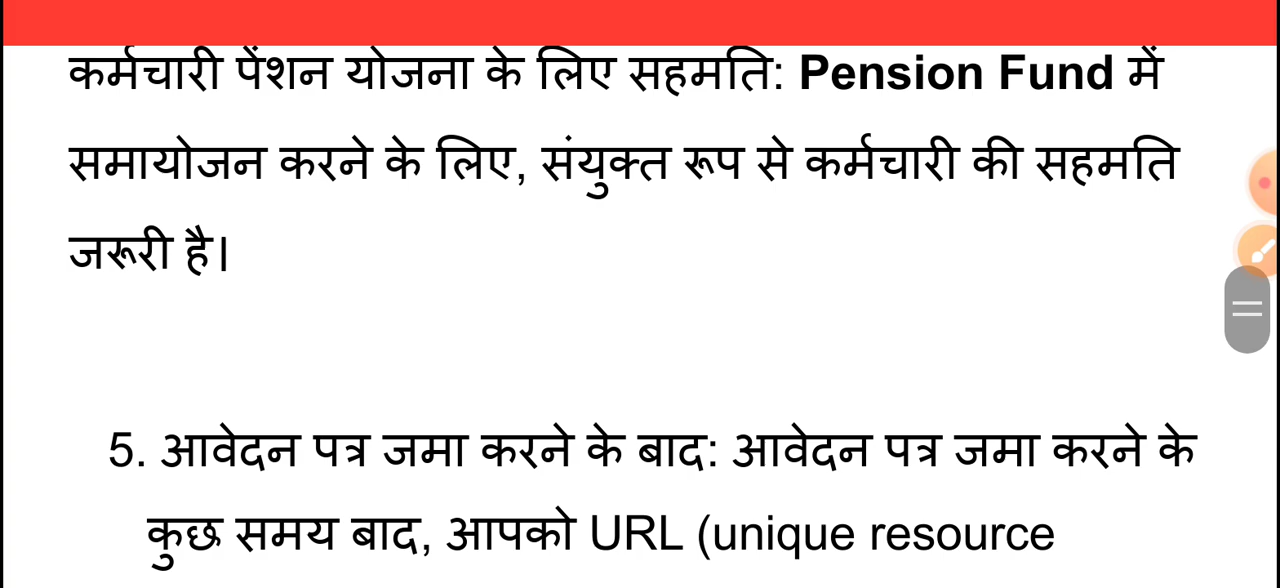 कर्मचारी पेंशन योजना के लिए सहमति: Pension Fund में
समायोजन करने के लिए, संयुक्त रूप से कर्मचारी की सहमति
जरूरी है।
5. आवेदन पत्र जमा करने के बाद: आवेदन पत्र जमा करने के
कुछ समय बाद, आपको URL (unique resource